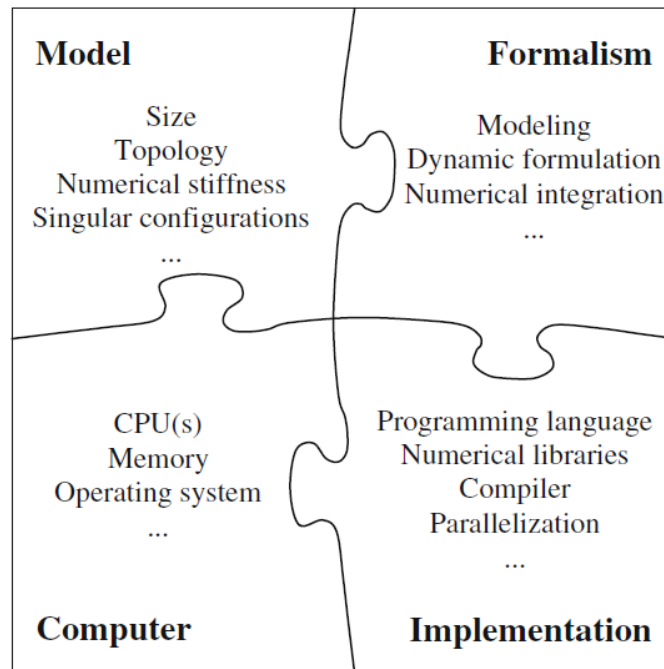 Model
Size
Topology
Numerical stiffness
Singular configurations
...
Formalism
Modeling
Dynamic formulation
Numerical integration
...
CPU(s)
Memory
Operating system
...
Computer
Programming language
Numerical libraries
Compiler
Parallelization
...
Implementation